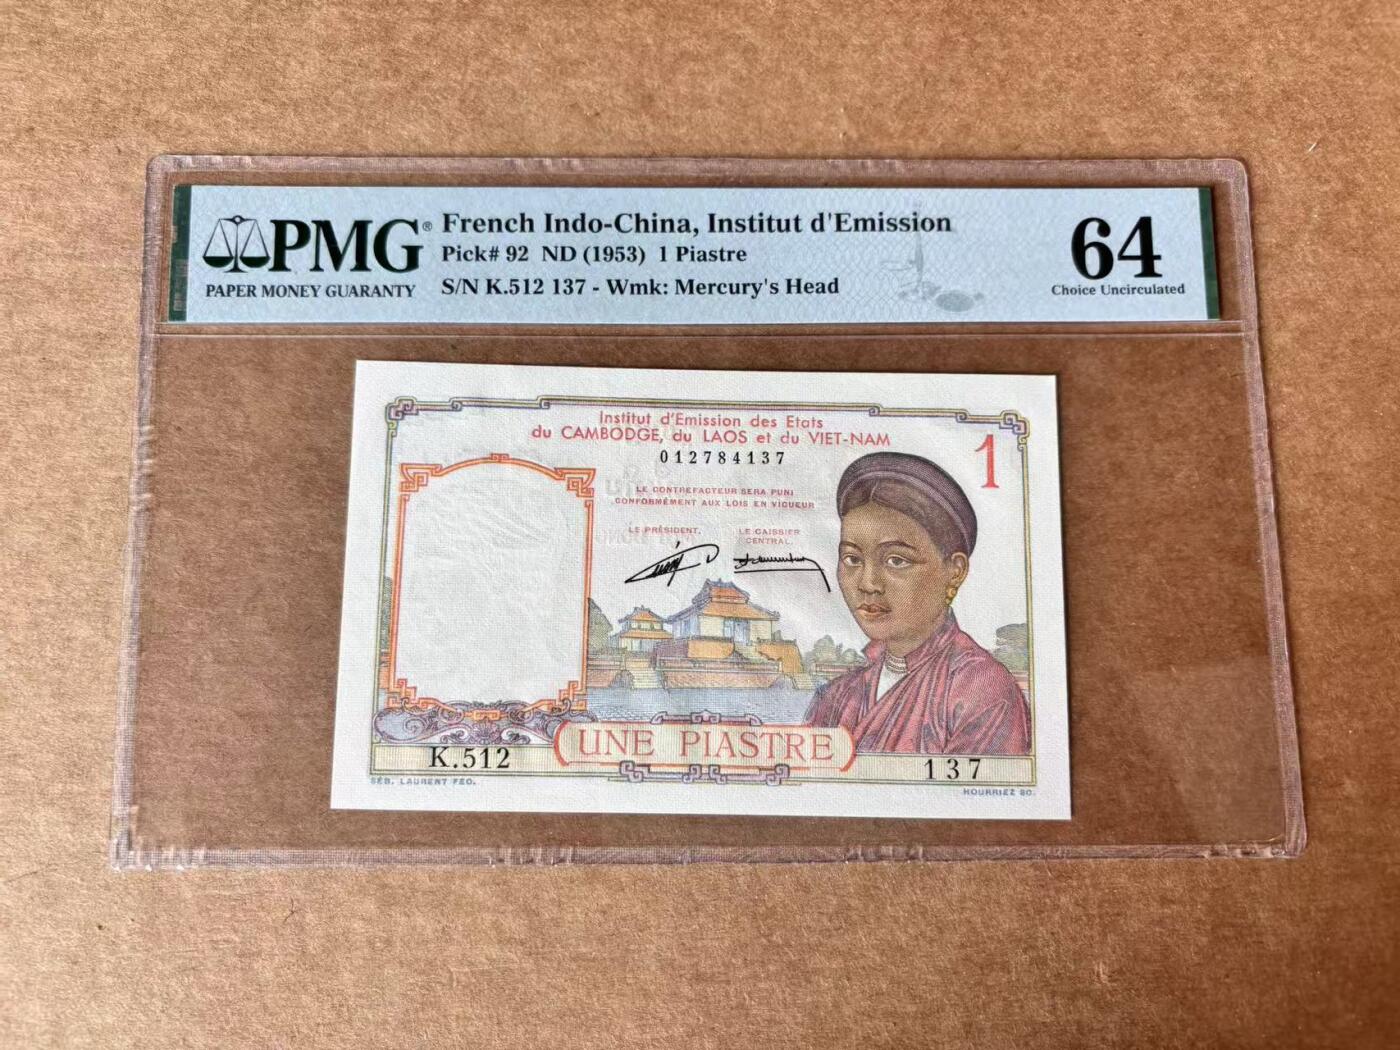 PMG®
PAPER MONEY GUARANTY
French Indo-China, Institut d'Emission
Pick# 92 ND (1953) 1 Piastre
S/N K.512 137 - Wmk: Mercury's Head
64
Choice Uncirculated
Institut d'Emission des Etats
du CAMBODGE, du LAOS et du VIET-NAM
012784137
1
LE CONTREFACTEUR SERA PUNI
CONFORMÉMENT AUX LOIS EN VIGUEUR
LE PRÉSIDENT,
LE CAISSIER
CENTRAL,
UNE PIASTRE
K.512
137
SÉB. LAURENT FEC.
HOURRIEZ SC.